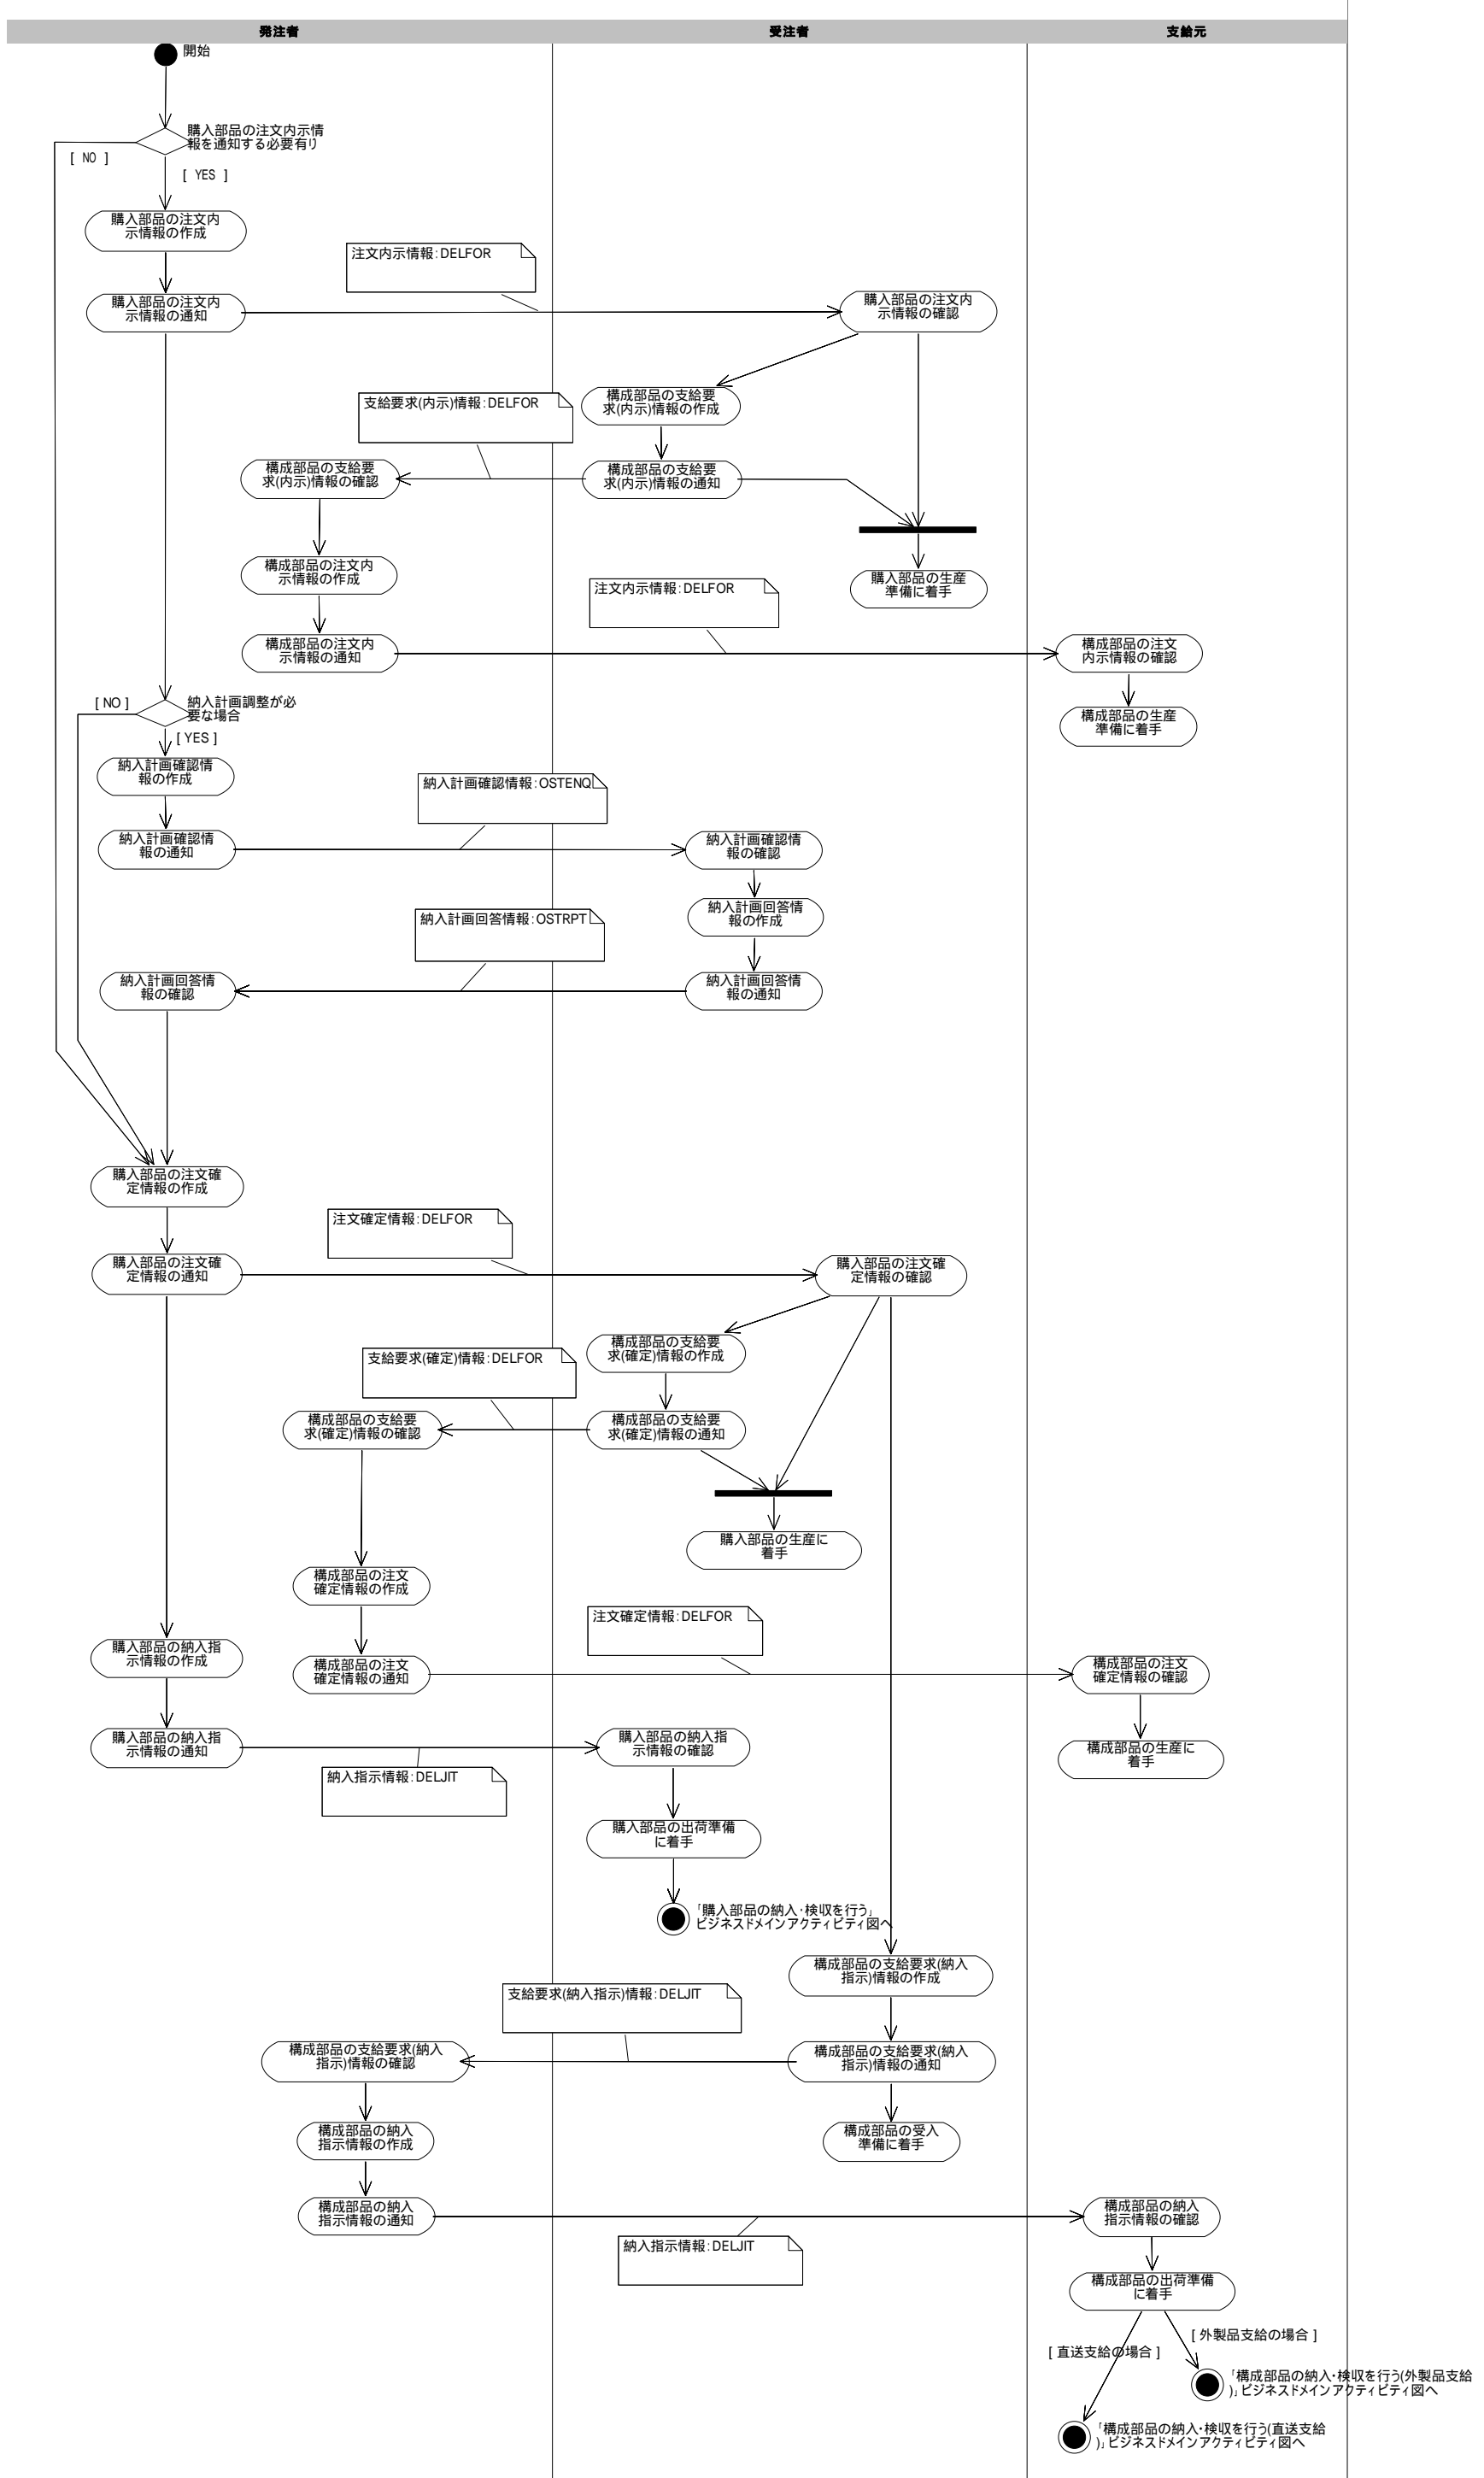 発注者
受注者
支給元
開始
購入部品の注文内示情
報を通知する必要有り
[ NO ]
[ YES ]
購入部品の注文内
示情報の作成
注文内示情報:DELFOR
購入部品の注文内
示情報の通知
購入部品の注文内
示情報の確認
構成部品の支給要
求(内示)情報の作成
支給要求(内示)情報:DELFOR
構成部品の支給要
求(内示)情報の確認
構成部品の支給要
求(内示)情報の通知
構成部品の注文内
示情報の作成
購入部品の生産
準備に着手
注文内示情報:DELFOR
構成部品の注文内
示情報の通知
構成部品の注文
内示情報の確認
[ NO ]
納入計画調整が必
要な場合
[ YES ]
構成部品の生産
準備に着手
納入計画確認情
報の作成
納入計画確認情報:OSTENQ
納入計画確認情
報の通知
納入計画確認情
報の確認
納入計画回答情
報の作成
納入計画回答情報:OSTRPT
納入計画回答情
報の確認
納入計画回答情
報の通知
購入部品の注文確
定情報の作成
注文確定情報:DELFOR
購入部品の注文確
定情報の通知
購入部品の注文確
定情報の確認
構成部品の支給要
求(確定)情報の作成
支給要求(確定)情報:DELFOR
構成部品の支給要
求(確定)情報の確認
構成部品の支給要
求(確定)情報の通知
購入部品の生産に
着手
構成部品の注文
確定情報の作成
注文確定情報:DELFOR
購入部品の納入指
示情報の作成
構成部品の注文
確定情報の通知
構成部品の注文
確定情報の確認
購入部品の納入指
示情報の通知
購入部品の納入指
示情報の確認
構成部品の生産に
着手
納入指示情報:DELJIT
購入部品の出荷準備
に着手
「購入部品の納入・検収を行う」
ビジネスドメインアクティビティ図へ
構成部品の支給要求(納入
指示)情報の作成
支給要求(納入指示)情報:DELJIT
構成部品の支給要求(納入
指示)情報の確認
構成部品の支給要求(納入
指示)情報の通知
構成部品の納入
指示情報の作成
構成部品の受入
準備に着手
構成部品の納入
指示情報の通知
構成部品の納入
指示情報の確認
納入指示情報:DELJIT
構成部品の出荷準備
に着手
[ 外製品支給の場合 ]
[ 直送支給の場合 ]
「構成部品の納入・検収を行う(外製品支給
)」ビジネスドメインアクティビティ図へ
「構成部品の納入・検収を行う(直送支給
)」ビジネスドメインアクティビティ図へ